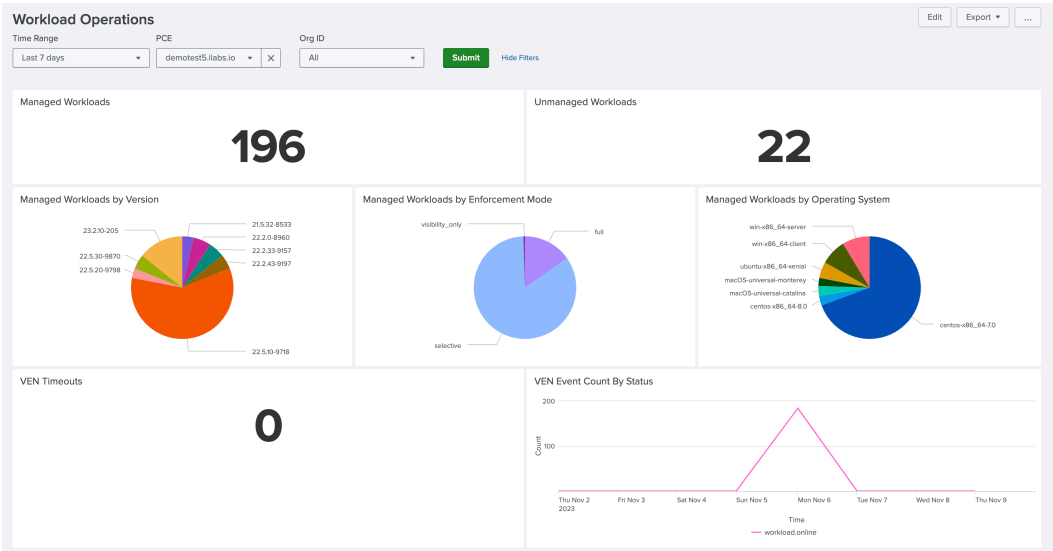 Workload Operations
Edit
Export
...
Time Range
PCE
Org ID
Last 7 days
demotest5.ilabs.io
All
Submit
Hide Filters
Managed Workloads
Unmanaged Workloads
196
22
Managed Workloads by Version
23.2.10-205
22.5.30-9870
22.5.20-9798
21.5.32-8533
22.2.0-8960
22.2.33-9157
22.2.43-9197
22.5.10-9718
Managed Workloads by Enforcement Mode
visibility_only
full
selective
Managed Workloads by Operating System
win-x86_64-server
win-x86_64-client
ubuntu-x86_64-xenial
macOS-universal-monterey
macOS-universal-catalina
centos-x86_64-8.0
centos-x86_64-7.0
VEN Timeouts
0
VEN Event Count By Status
200
100
Count
Thu Nov 2
2023
Fri Nov 3
Sat Nov 4
Sun Nov 5
Mon Nov 6
Tue Nov 7
Wed Nov 8
Thu Nov 9
Time
workload.online